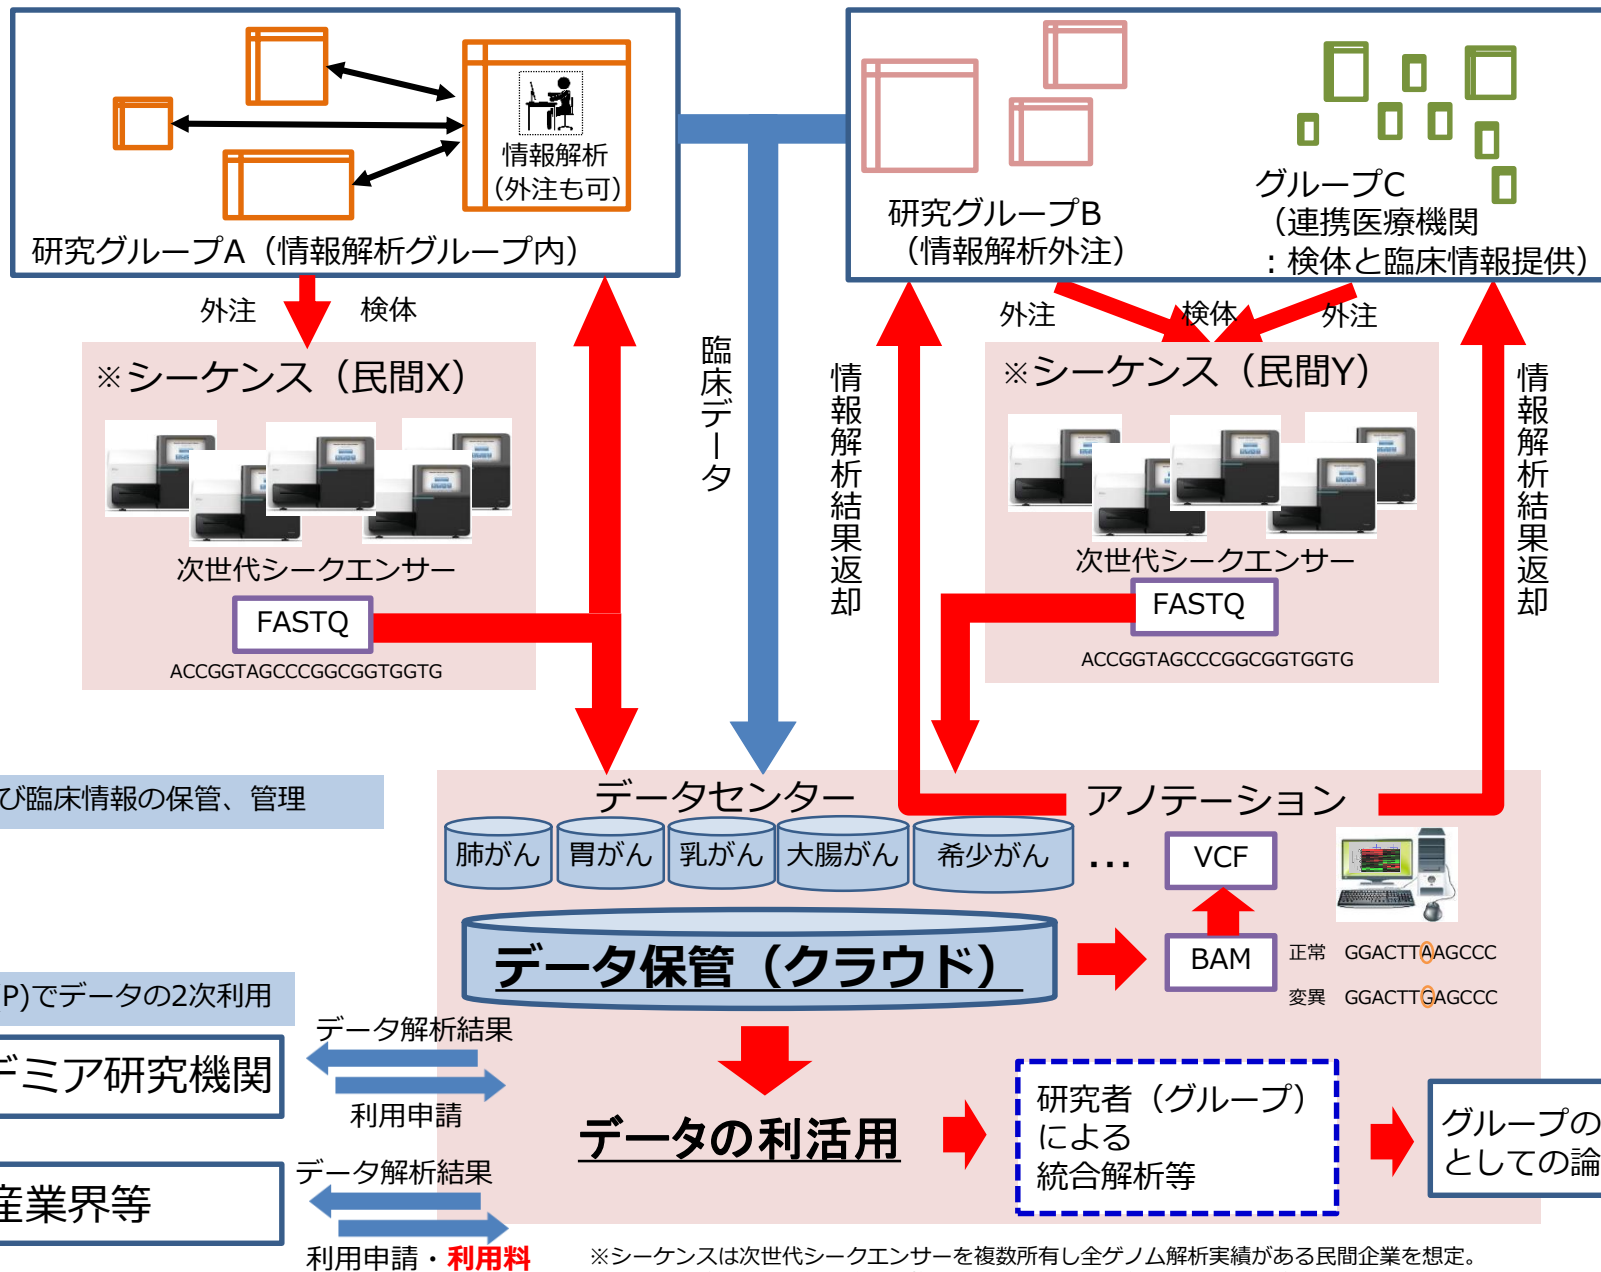 情報解析
（外注も可）
研究グループA（情報解析グループ内）
研究グループB
（情報解析外注）
グループC
（連携医療機関
：検体と臨床情報提供）
外注
検体
外注
検体
外注
※シーケンス（民間X）
次世代シークエンサー
FASTQ
ACCGGTAGCCCGGCGGTGGTG
臨床データ
情報解析結果返却
※シーケンス（民間Y）
次世代シークエンサー
FASTQ
ACCGGTAGCCCGGCGGTGGTG
情報解析結果返却
び臨床情報の保管、管理
データセンター
アノテーション
肺がん
胃がん
乳がん
大腸がん
希少がん
…
VCF
データ保管（クラウド）
BAM
正常 GGACTTAAGCCC
変異 GGACTTGAGCCC
P)でデータの2次利用
デミア研究機関
データ解析結果
利用申請
データの利活用
研究者（グループ）
による
統合解析等
グループの
としての論
産業界等
データ解析結果
利用申請・利用料
※シーケンスは次世代シークエンサーを複数所有し全ゲノム解析実績がある民間企業を想定。